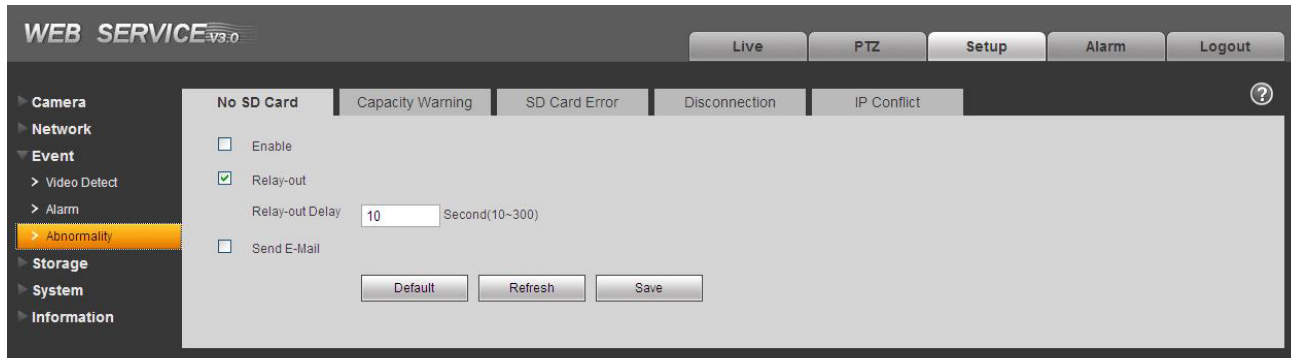 WEB SERVICE V3.0
Live PTZ Setup Alarm Logout
Camera
Network
Event
> Video Detect
> Alarm
> Abnormality
Storage
System
Information
No SD Card Capacity Warning SD Card Error Disconnection IP Conflict ?
Enable
Relay-out
Relay-out Delay 10 Second(10~300)
Send E-Mail
Default Refresh Save